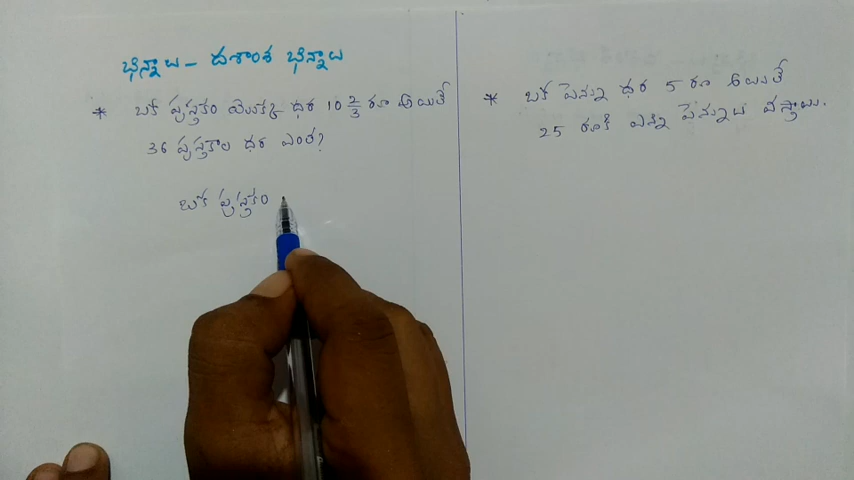 భిన్నాలు - దశాంశ భిన్నాలు
* ఒక పుస్తకం యొక్క ధర 10 2/3 రూ అయితే
36 పుస్తకాల ధర ఎంత?
ఒక పుస్తకం
* ఒక పెన్ను ధర 5 రూ అయితే
25 రూకి ఎన్ని పెన్నులు వస్తాయి.